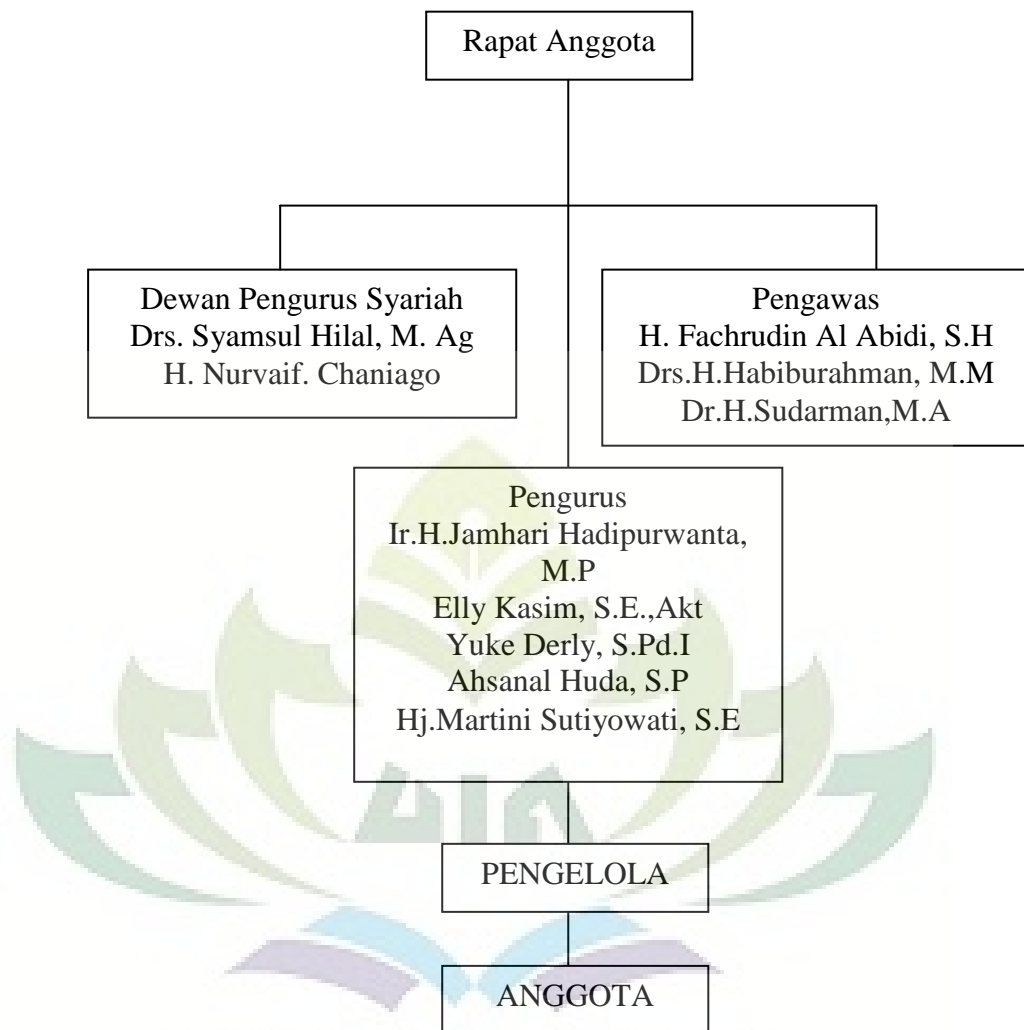 Rapat Anggota
Dewan Pengurus Syariah
Drs. Syamsul Hilal, M. Ag
H. Nurvaif. Chaniago
Pengawas
H. Fachrudin Al Abidi, S.H
Drs.H.Habiburahman, M.M
Dr.H.Sudarman,M.A
Pengurus
Ir.H.Jamhari Hadipurwanta,
M.P
Elly Kasim, S.E.,Akt
Yuke Derly, S.Pd.I
Ahsanal Huda, S.P
Hj.Martini Sutiyowati, S.E
UIN
PENGELOLA
ANGGOTA